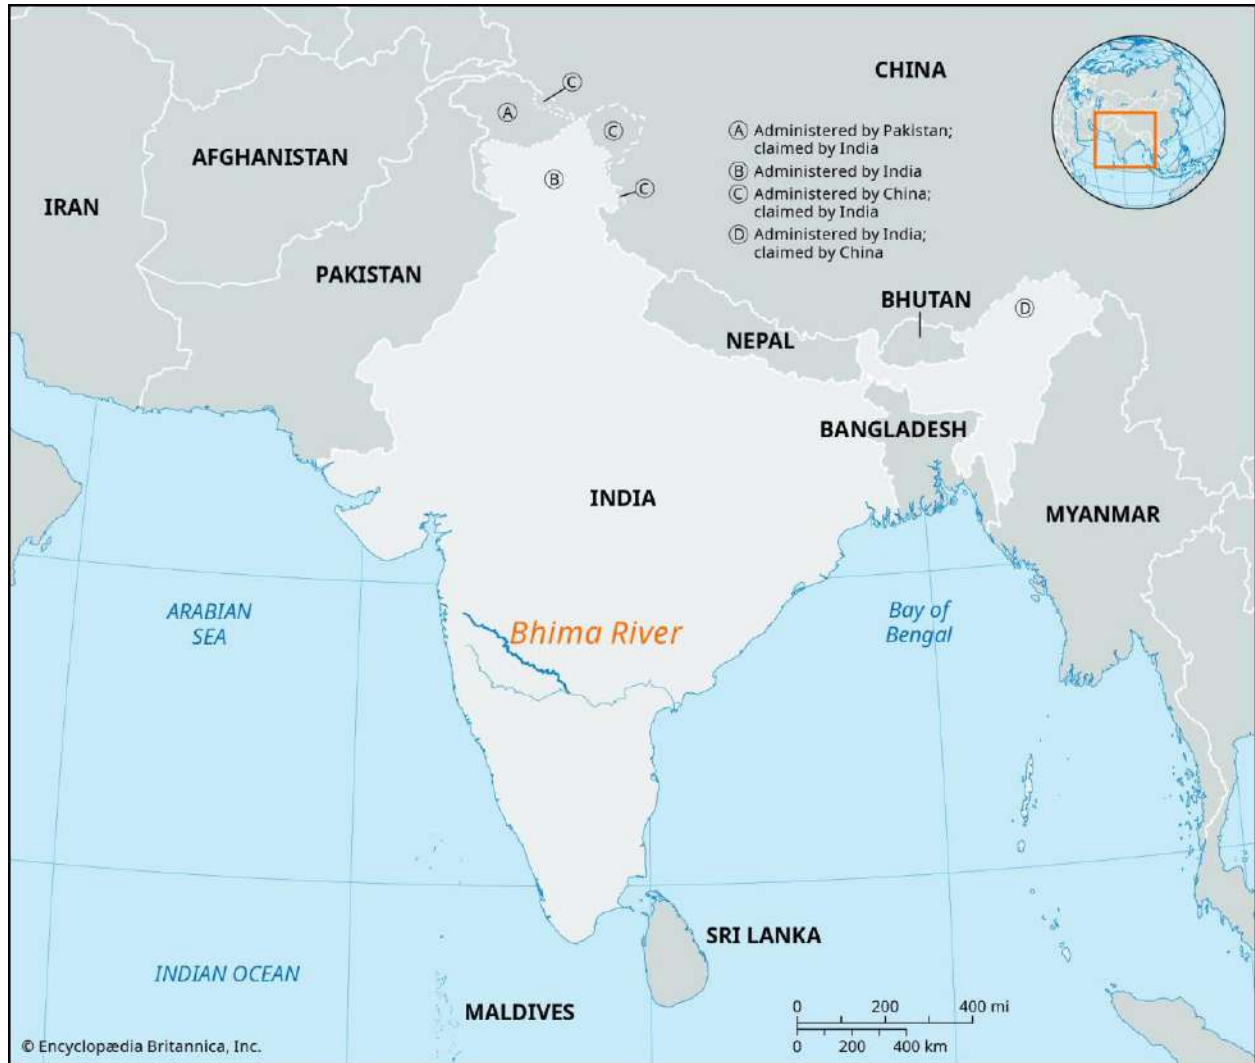 CHINA
Ⓒ
Ⓐ
Ⓒ
Ⓐ Administered by Pakistan;
claimed by India
Ⓑ Administered by India
Ⓒ Administered by China;
claimed by India
Ⓓ Administered by India;
claimed by China
AFGHANISTAN
Ⓑ
Ⓒ
IRAN
PAKISTAN
BHUTAN
Ⓓ
NEPAL
BANGLADESH
INDIA
MYANMAR
ARABIAN
SEA
Bay of
Bengal
Bhima River
SRI LANKA
INDIAN OCEAN
MALDIVES
0 200 400 mi
0 200 400 km
© Encyclopædia Britannica, Inc.